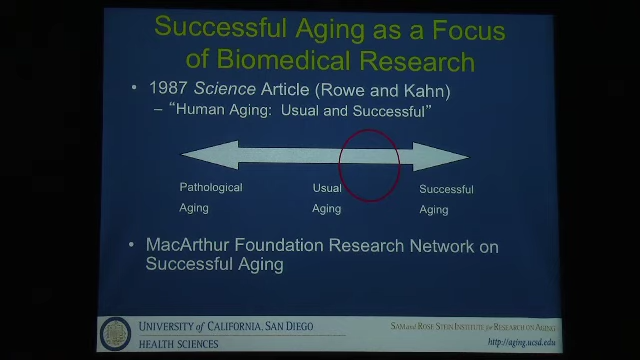 Successful Aging as a Focus
of Biomedical Research
• 1987 Science Article (Rowe and Kahn)
– "Human Aging: Usual and Successful"
Pathological
Aging
Usual
Aging
Successful
Aging
• MacArthur Foundation Research Network on
Successful Aging
UNIVERSITY of CALIFORNIA, SAN DIEGO
HEALTH SCIENCES
SAM AND ROSE STEIN INSTITUTE for RESEARCH ON AGING
http://aging.ucsd.edu